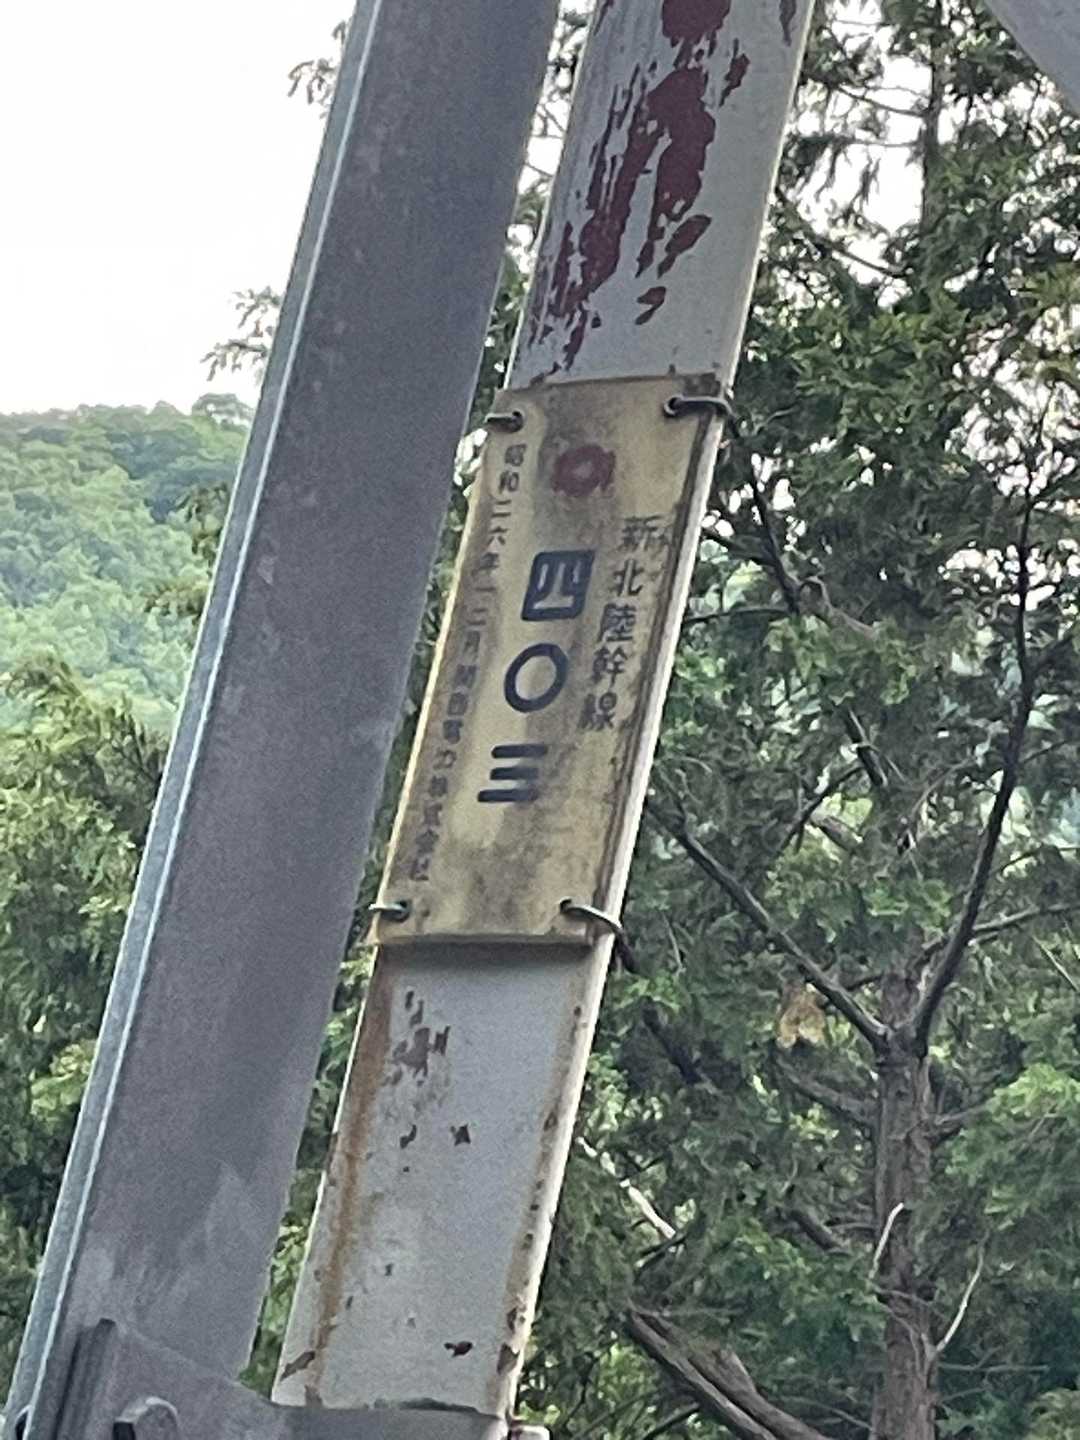 新北陸幹線
四〇三
昭和二六年一二月関西電力株式会社